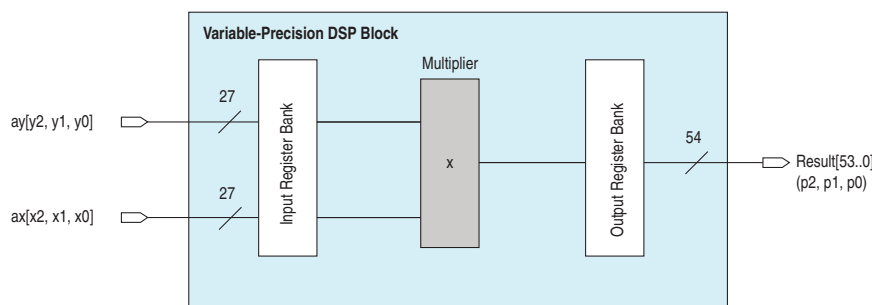 Variable-Precision DSP Block
Multiplier
27
ay[y2, y1, y0]
Input Register Bank
x
Output Register Bank
54
Result[53..0]
(p2, p1, p0)
27
ax[x2, x1, x0]